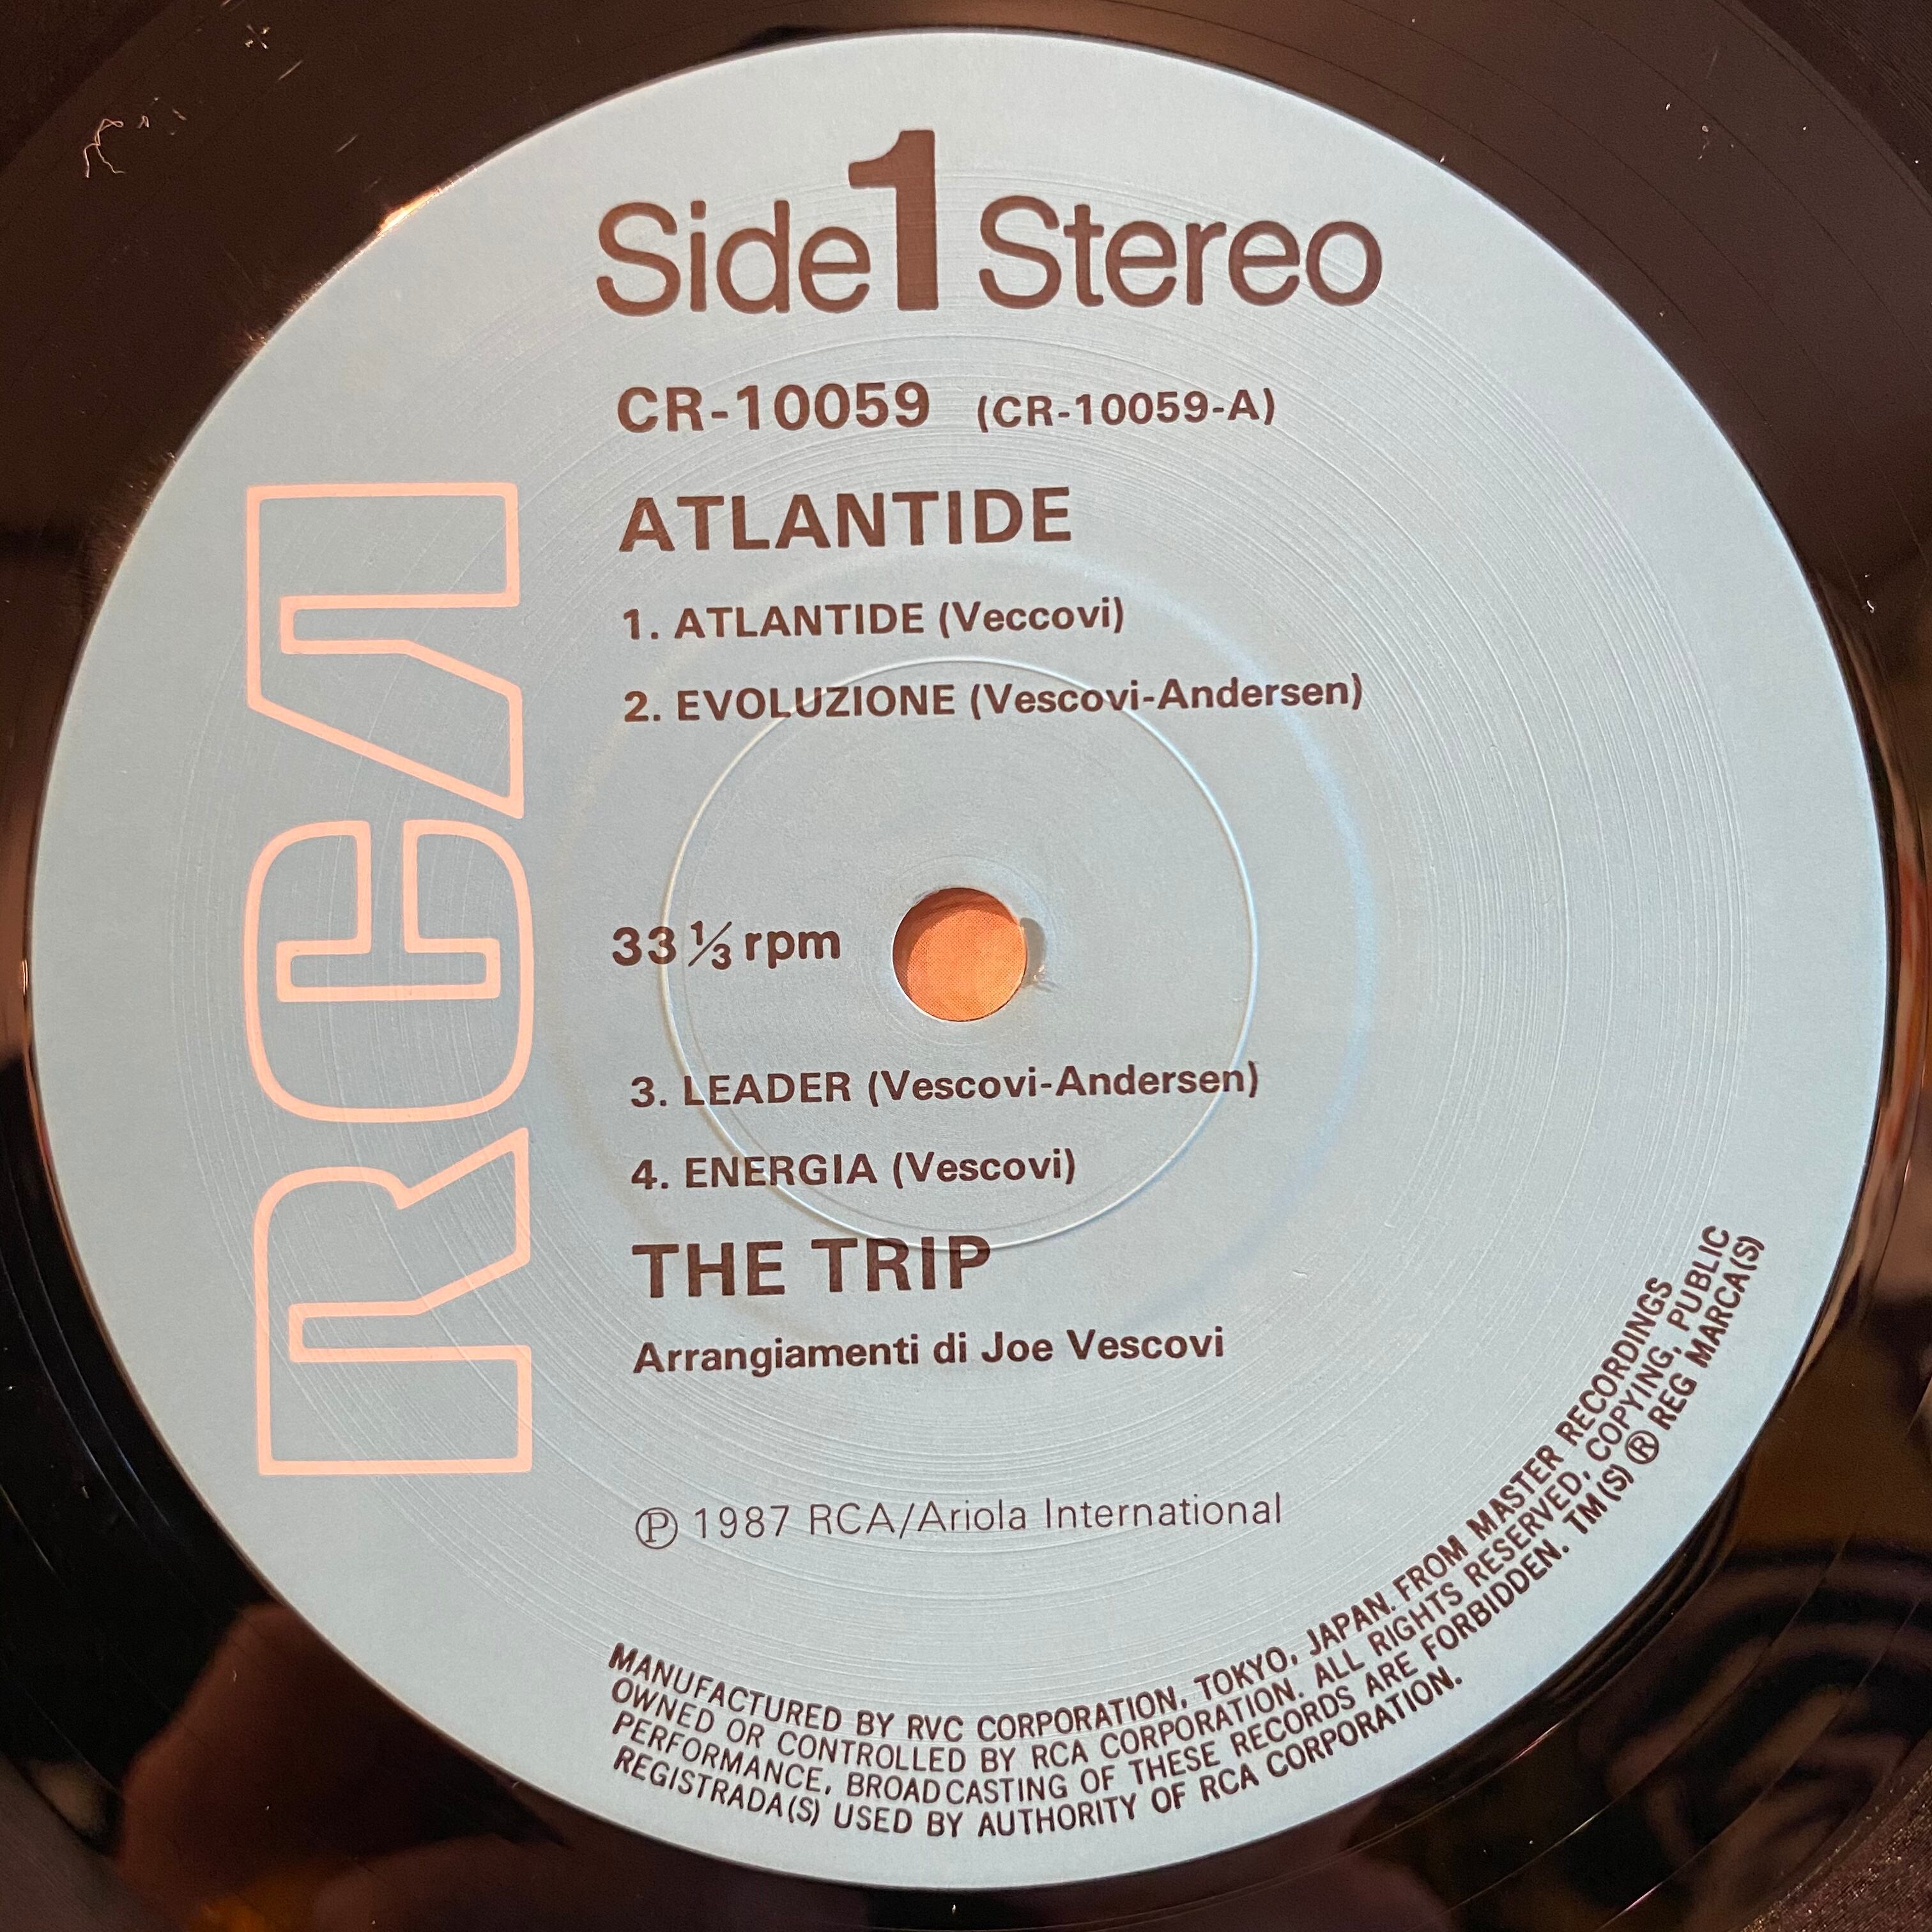 Side 1 Stereo
CR-10059 (CR-10059-A)
ATLANTIDE
1. ATLANTIDE (Veccovi)
2. EVOLUZIONE (Vescovi-Andersen)
RCA
33 ⅓ rpm
3. LEADER (Vescovi-Andersen)
4. ENERGIA (Vescovi)
THE TRIP
Arrangiamenti di Joe Vescovi
Ⓟ 1987 RCA/Ariola International
MANUFACTURED BY RVC CORPORATION, TOKYO, JAPAN. FROM MASTER RECORDINGS
OWNED OR CONTROLLED BY RCA CORPORATION. ALL RIGHTS RESERVED, COPYING, PUBLIC
PERFORMANCE, BROADCASTING OF THESE RECORDS ARE FORBIDDEN. TM(S) ® REG MARCA(S)
REGISTRADA(S) USED BY AUTHORITY OF RCA CORPORATION.